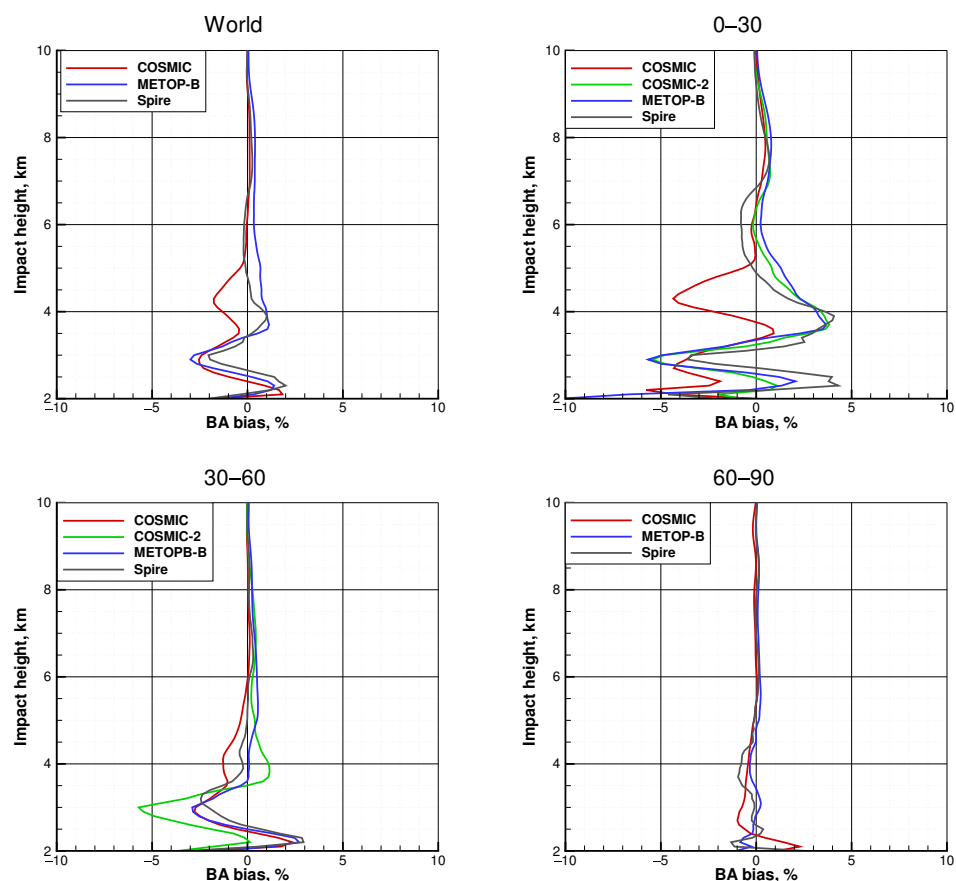 World
10
8
6
4
2
Impact height, km
COSMIC
METOP-B
Spire
−10
−5
0
5
10
BA bias, %
0−30
10
8
6
4
2
Impact height, km
COSMIC
COSMIC-2
METOP-B
Spire
−10
−5
0
5
10
BA bias, %
30−60
10
8
6
4
2
Impact height, km
COSMIC
COSMIC-2
METOPB-B
Spire
−10
−5
0
5
10
BA bias, %
60−90
10
8
6
4
2
Impact height, km
COSMIC
METOP-B
Spire
−10
−5
0
5
10
BA bias, %